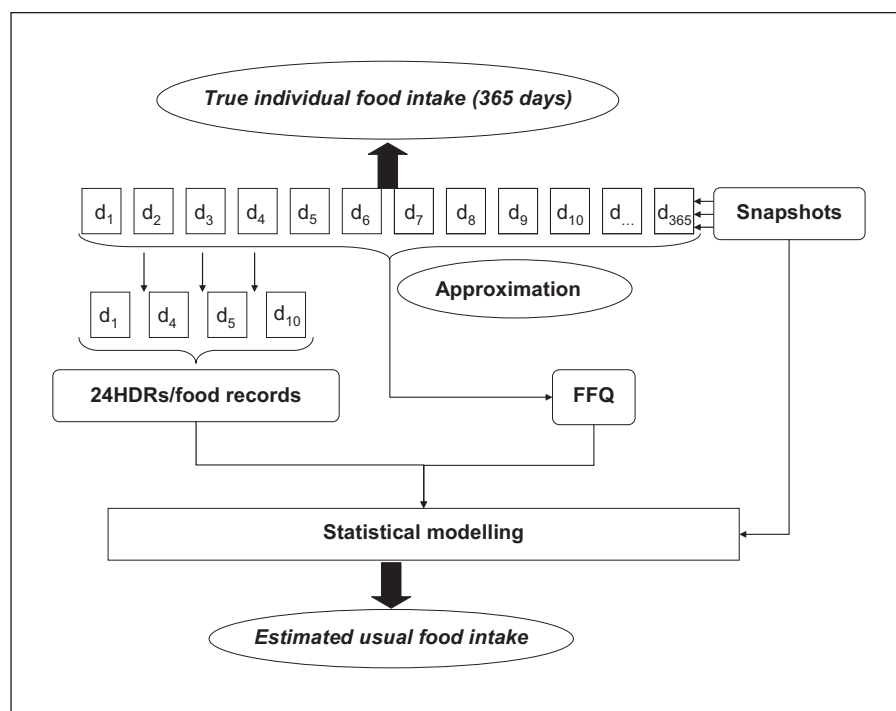 True individual food intake (365 days)
d1 d2 d3 d4 d5 d6 d7 d8 d9 d10 d... d365
Snapshots
Approximation
d1 d4 d5 d10
24HDRs/food records
FFQ
Statistical modelling
Estimated usual food intake